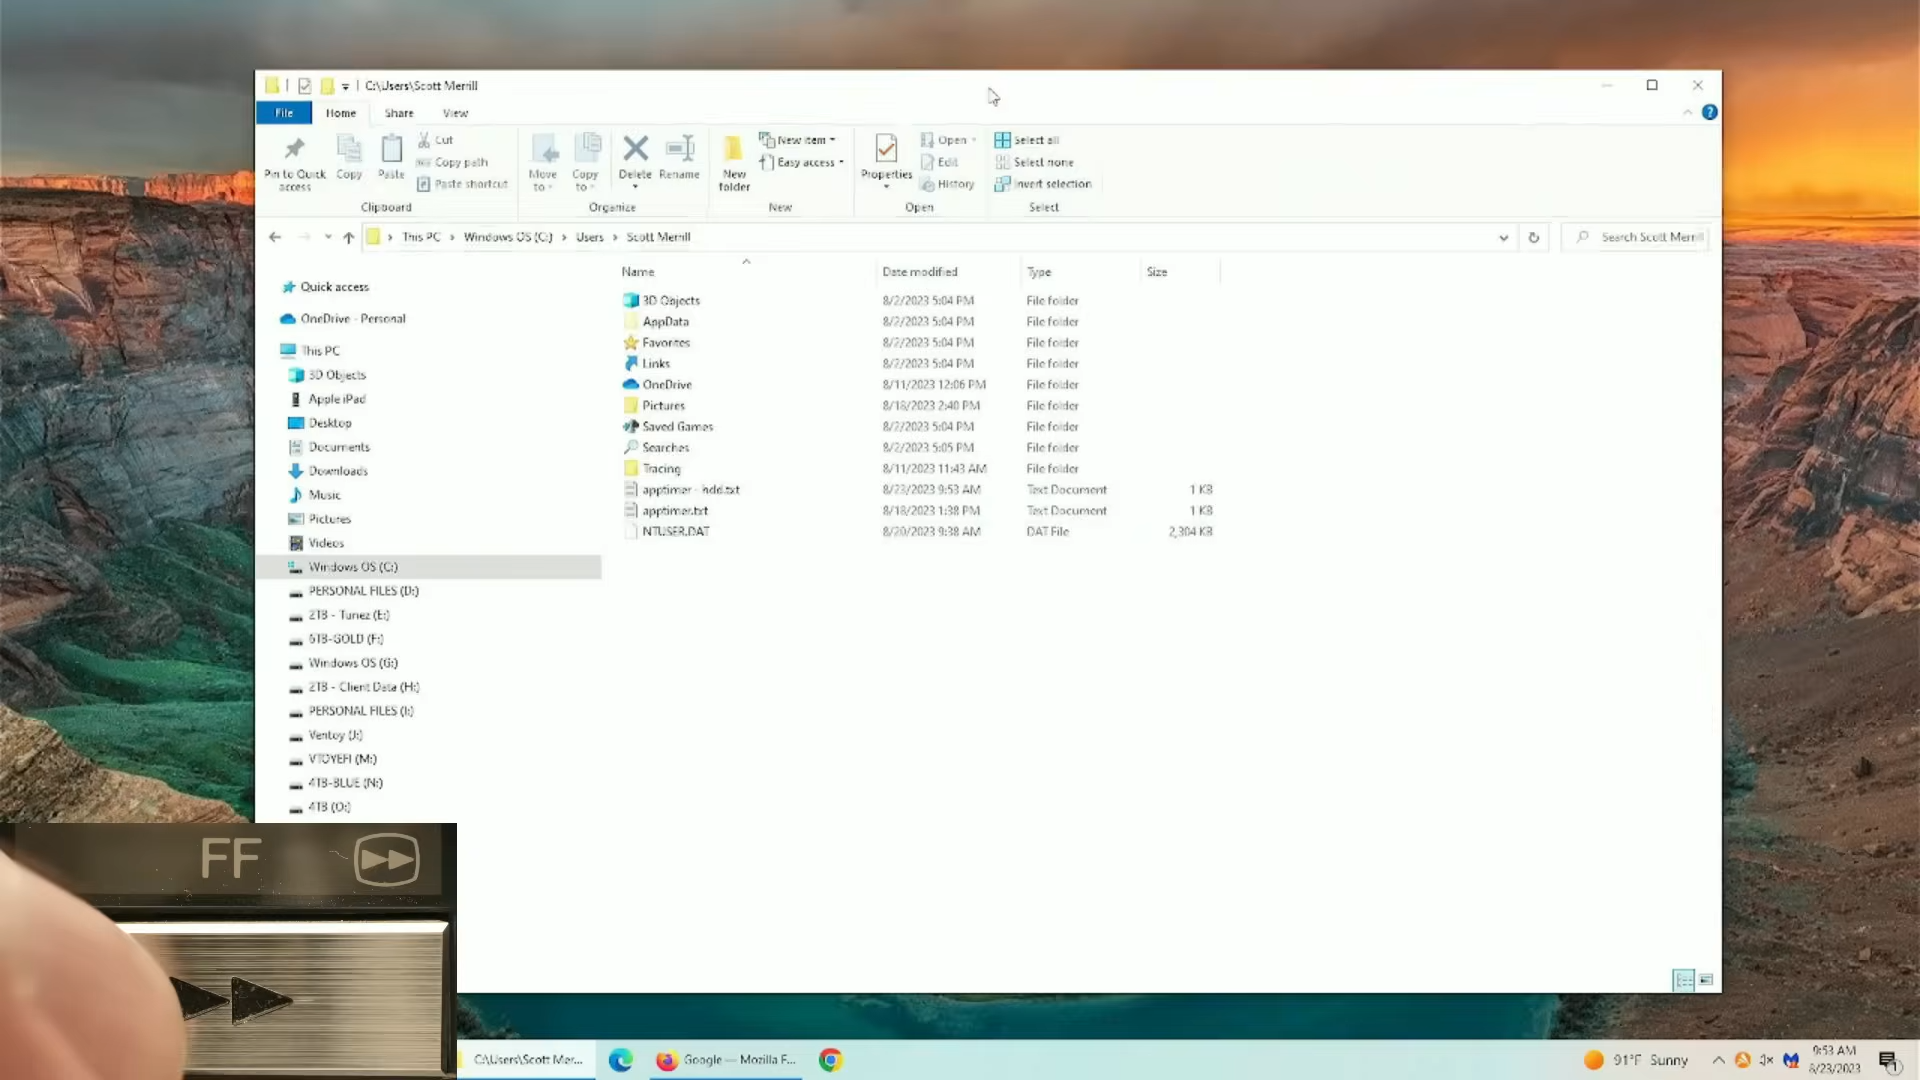 C:\Users\Scott Merrill
File Home Share View
Pin to Quick access
Copy
Paste
Cut
Copy path
Paste shortcut
Clipboard
Move to
Copy to
Delete
Rename
Organize
New folder
New item
Easy access
New
Properties
Open
Edit
History
Open
Select all
Select none
Invert selection
Select
This PC > Windows OS (C:) > Users > Scott Merrill
Search Scott Merrill
Quick access
OneDrive - Personal
This PC
3D Objects
Apple iPad
Desktop
Documents
Downloads
Music
Pictures
Videos
Windows OS (C:)
PERSONAL FILES (D:)
2TB - Tunez (E:)
6TB-GOLD (F:)
Windows OS (G:)
2TB - Client Data (H:)
PERSONAL FILES (I:)
Ventoy (J:)
VTOYEFI (M:)
4TB-BLUE (N:)
4TB (O:)
Name Date modified Type Size
3D Objects 8/2/2023 5:04 PM File folder
AppData 8/2/2023 5:04 PM File folder
Favorites 8/2/2023 5:04 PM File folder
Links 8/2/2023 5:04 PM File folder
OneDrive 8/11/2023 12:06 PM File folder
Pictures 8/18/2023 2:40 PM File folder
Saved Games 8/2/2023 5:04 PM File folder
Searches 8/2/2023 5:05 PM File folder
Tracing 8/11/2023 11:43 AM File folder
apptimer - hdd.txt 8/23/2023 9:53 AM Text Document 1 KB
apptimer.txt 8/18/2023 1:38 PM Text Document 1 KB
NTUSER.DAT 8/20/2023 9:38 AM DAT File 2,304 KB
FF
C:\Users\Scott Mer...
Google — Mozilla F...
91°F Sunny
9:53 AM
8/23/2023
1